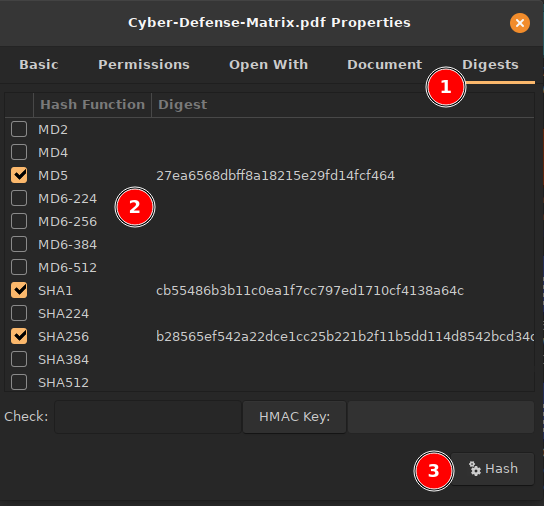 Cyber-Defense-Matrix.pdf Properties
Basic Permissions Open With Document Digests
1
Hash Function Digest
MD2
MD4
MD5 27ea6568dbff8a18215e29fd14fcf464
MD6-224
2
MD6-256
MD6-384
MD6-512
SHA1 cb55486b3b11c0ea1f7cc797ed1710cf4138a64c
SHA224
SHA256 b28565ef542a22dce1cc25b221b2f11b5dd114d8542bcd34c
SHA384
SHA512
Check: HMAC Key:
3 Hash